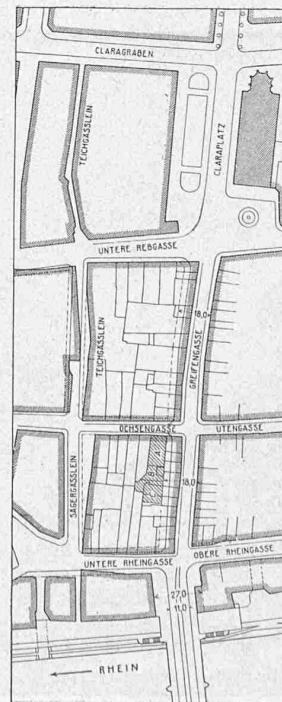 CLARAGRABEN
TEICHGÄSSLEIN
CLARAPLATZ
UNTERE REBGASSE
TEICHGÄSSLEIN
GREIFENGASSE
18,0
OCHSENGASSE
UTENGASSE
SÄGERGÄSSLEIN
A
B
18,0
UNTERE RHEINGASSE
OBERE RHEINGASSE
27,0
11,0
RHEIN